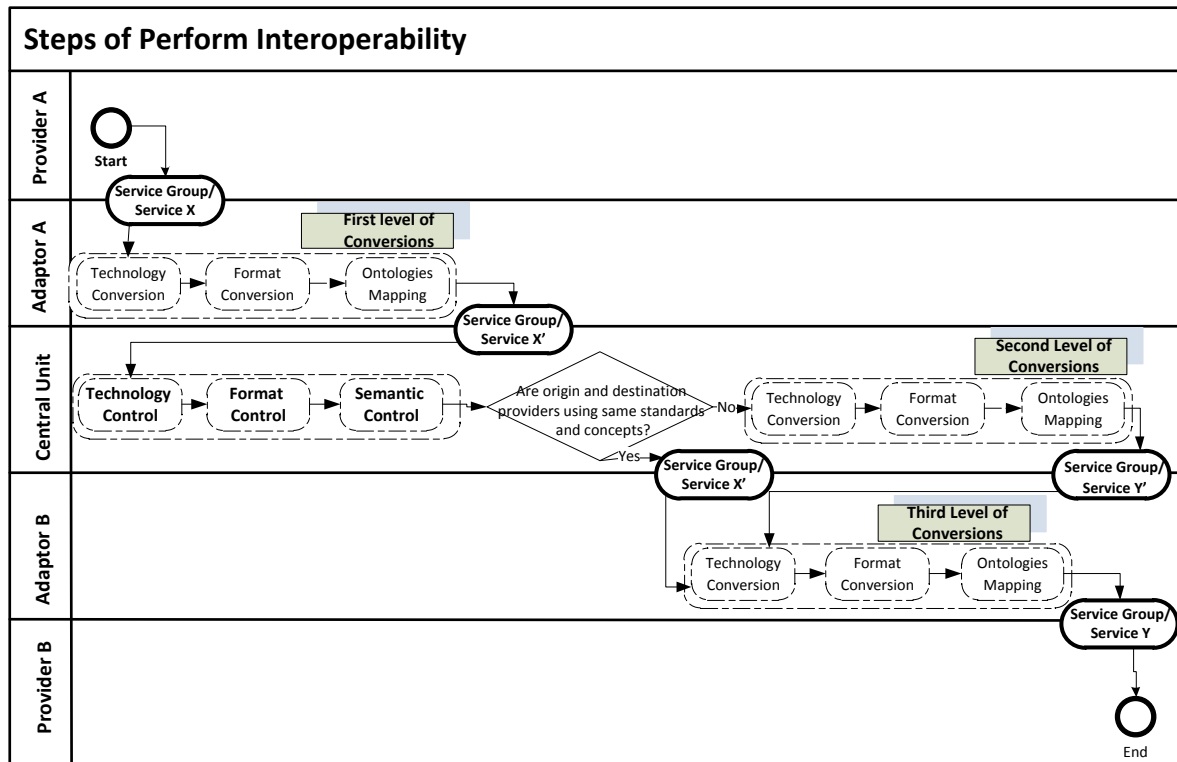 Steps of Perform Interoperability
Provider A
Start
Service Group/
Service X
Adaptor A
First level of
Conversions
Technology
Conversion
Format
Conversion
Ontologies
Mapping
Service Group/
Service X’
Central Unit
Second Level of
Conversions
Technology
Control
Format
Control
Semantic
Control
Are origin and destination
providers using same standards
and concepts?
No
Yes
Technology
Conversion
Format
Conversion
Ontologies
Mapping
Service Group/
Service X’
Service Group/
Service Y’
Adaptor B
Third Level of
Conversions
Technology
Conversion
Format
Conversion
Ontologies
Mapping
Service Group/
Service Y
Provider B
End